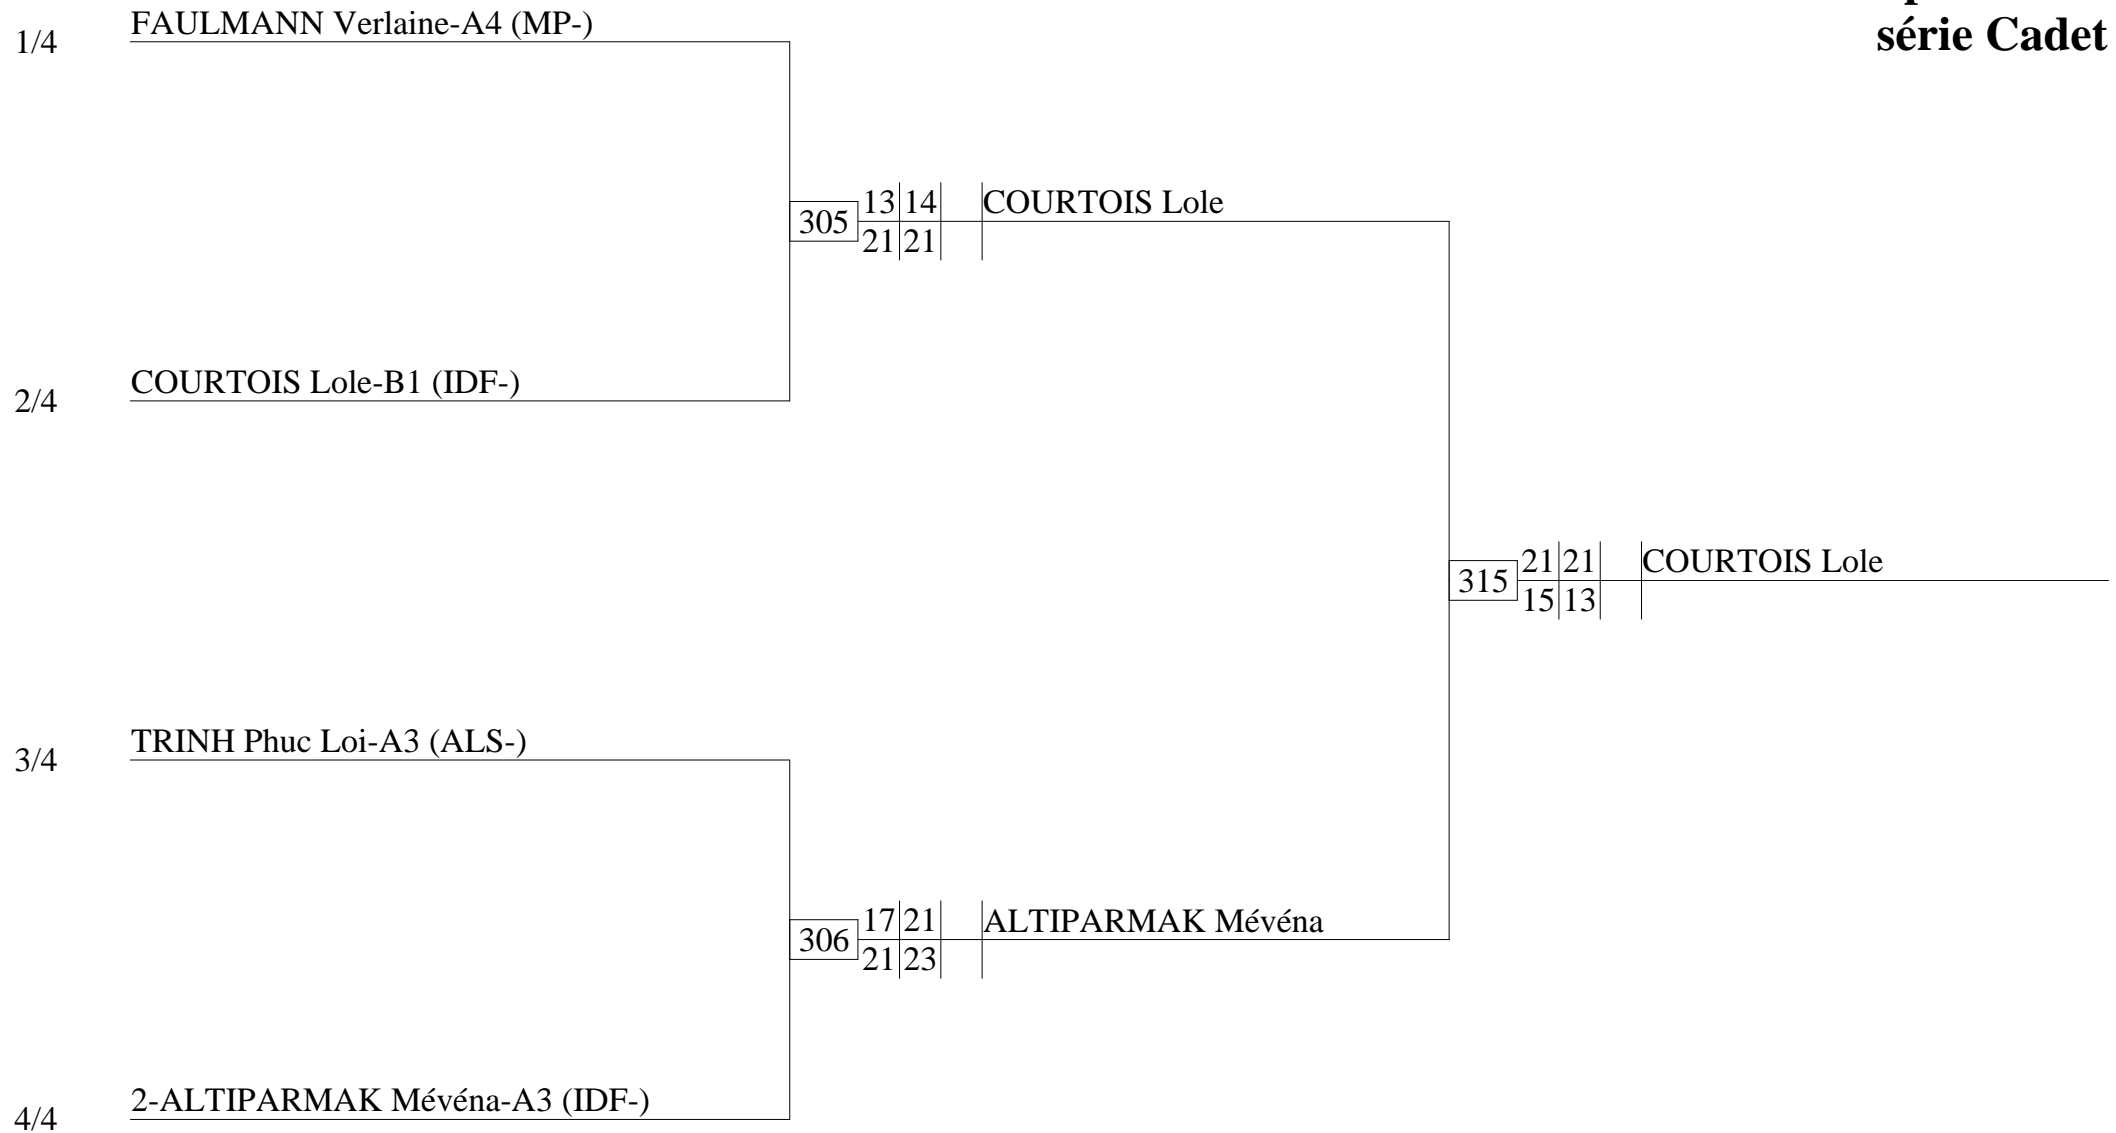 série Cadet
1/4
FAULMANN Verlaine-A4 (MP-)
305
13 14
21 21
COURTOIS Lole
2/4
COURTOIS Lole-B1 (IDF-)
315
21 21
15 13
COURTOIS Lole
3/4
TRINH Phuc Loi-A3 (ALS-)
306
17 21
21 23
ALTIPARMAK Mévéna
4/4
2-ALTIPARMAK Mévéna-A3 (IDF-)